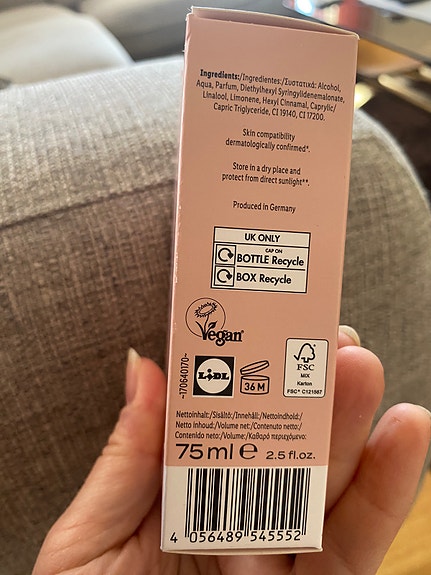 Ingredients:/Ingredientes:/Συστατικά: Alcohol,
Aqua, Parfum, Diethylhexyl Syringylidenemalonate,
Linalool, Limonene, Hexyl Cinnamal, Caprylic/
Capric Triglyceride, CI 19140, CI 17200.
Skin compatibility
dermatologically confirmed*.
Store in a dry place and
protect from direct sunlight**.
Produced in Germany
UK ONLY
CAP ON
BOTTLE Recycle
BOX Recycle
Vegan
~170640170~
LIDL
36 M
FSC
MIX
Karton
FSC® C121567
Nettoinhalt:/Sisältö:/Innehåll:/Nettoindhold:/
Netto inhoud:/Volume net:/Contenuto netto:/
Contenido neto:/Volume:/Καθαρό περιεχόμενο:
75 ml e 2.5 fl.oz.
4 056489 545552